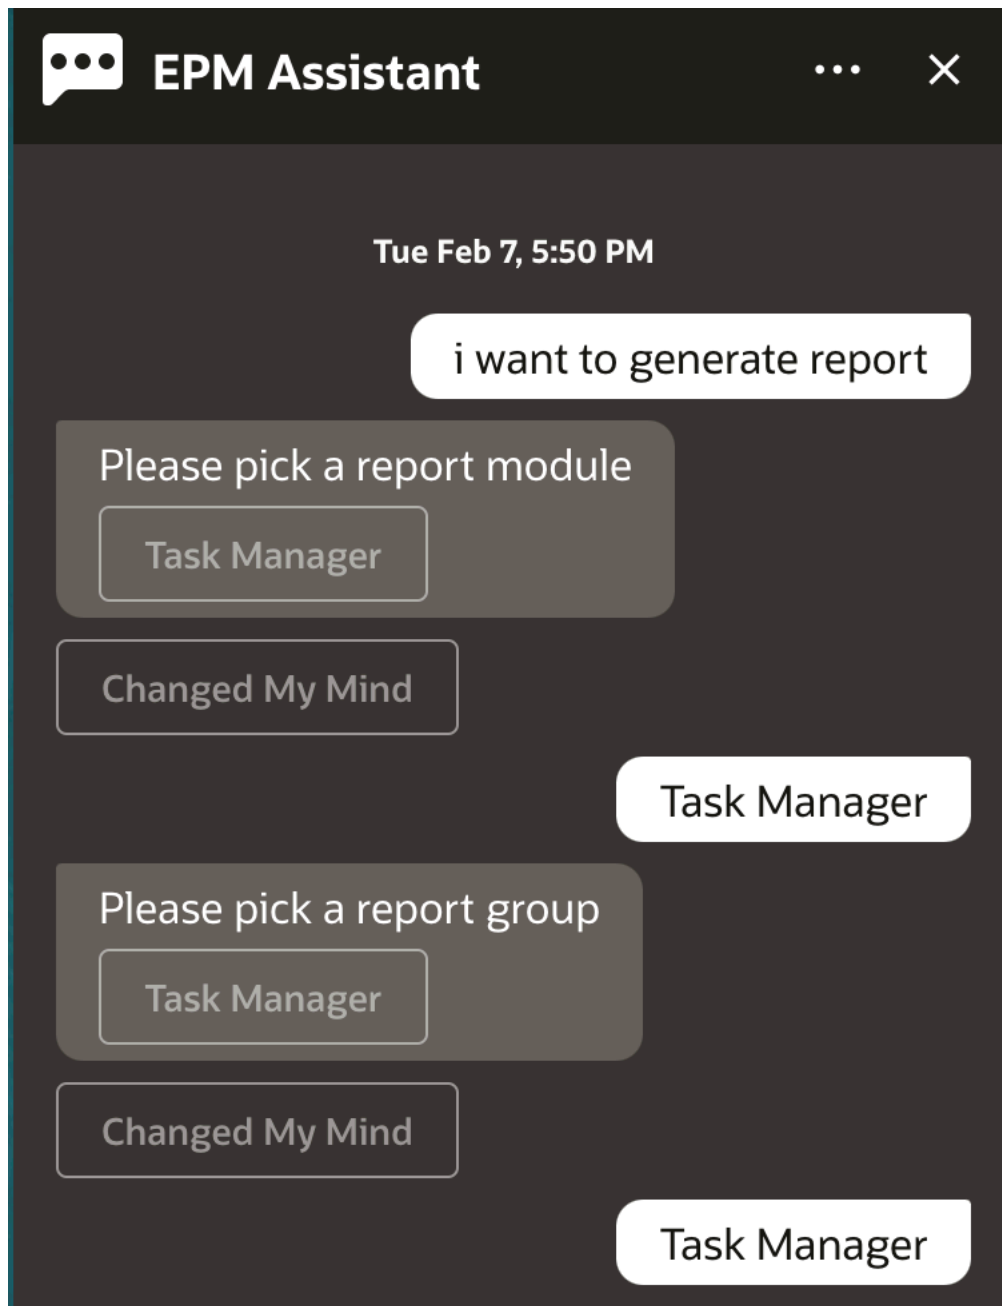 EPM Assistant
Tue Feb 7, 5:50 PM
i want to generate report
Please pick a report module
Task Manager
Changed My Mind
Task Manager
Please pick a report group
Task Manager
Changed My Mind
Task Manager